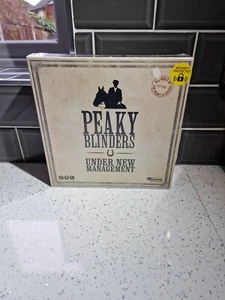 PEAKY
BLINDERS
UNDER NEW
MANAGEMENT